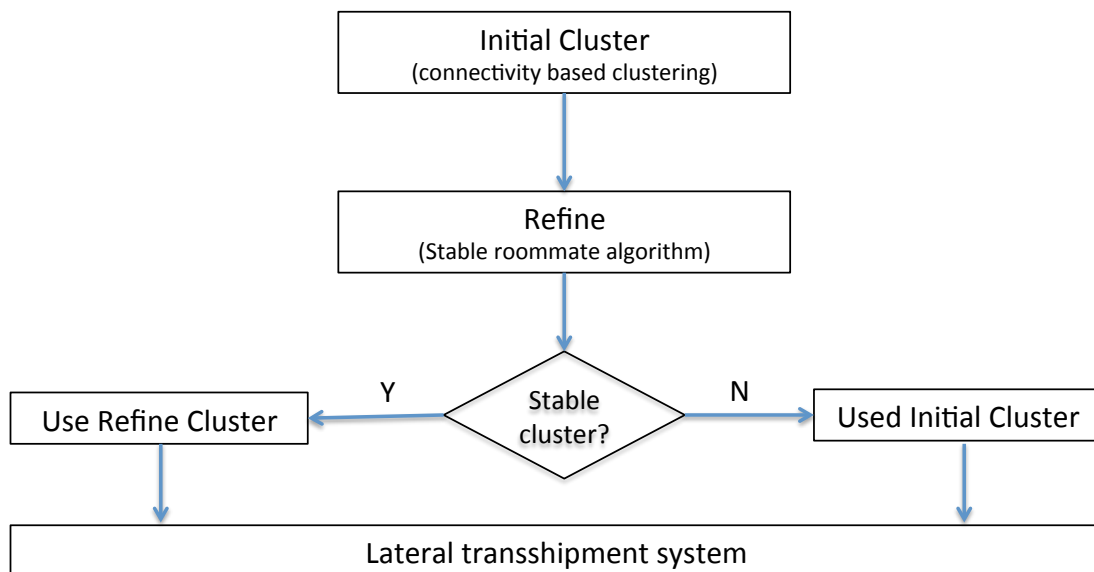 Initial Cluster
(connectivity based clustering)
Refine
(Stable roommate algorithm)
Y
Stable
cluster?
N
Use Refine Cluster
Used Initial Cluster
Lateral transshipment system